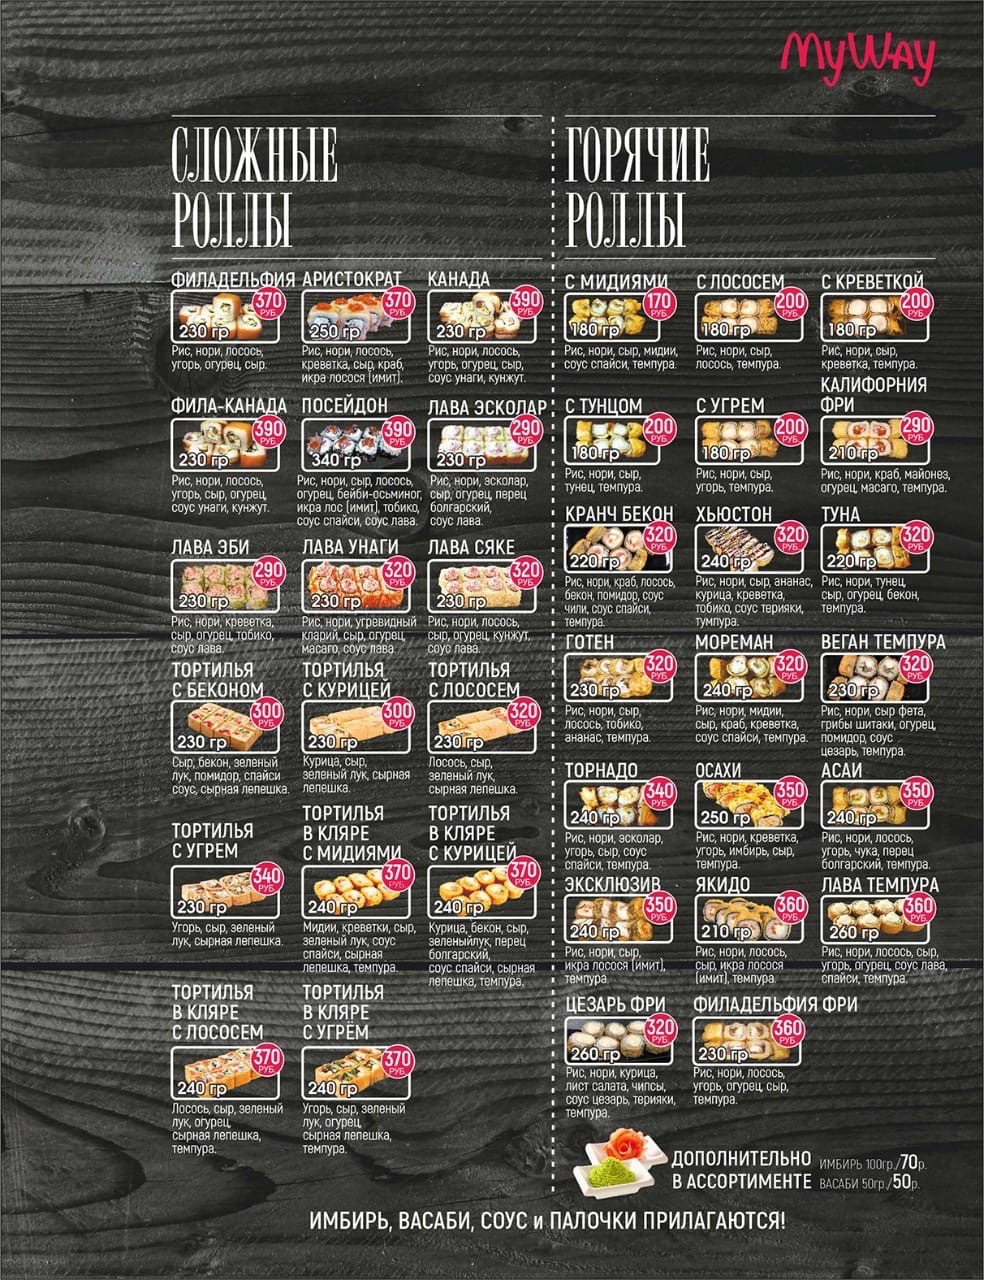 MyWay
СЛОЖНЫЕ
РОЛЛЫ
ФИЛАДЕЛЬФИЯ
370
РУБ.
230 гр
Рис, нори, лосось,
угорь, огурец, сыр.
АРИСТОКРАТ
370
РУБ.
250 гр
Рис, нори, лосось,
креветка, сыр, краб,
икра лосося (имит).
КАНАДА
390
РУБ.
230 гр
Рис, нори, лосось,
угорь, огурец, сыр,
соус унаги, кунжут.
ФИЛА-КАНАДА
390
РУБ.
230 гр
Рис, нори, лосось,
угорь, сыр, огурец,
соус унаги, кунжут.
ПОСЕЙДОН
390
РУБ.
340 гр
Рис, нори, сыр, лосось,
огурец, бейби-осьминог,
икра лос (имит), тобико,
соус спайси, соус лава.
ЛАВА ЭСКОЛАР
290
РУБ.
230 гр
Рис, нори, эсколар,
сыр, огурец, перец
болгарский,
соус лава.
ЛАВА ЭБИ
290
РУБ.
230 гр
Рис, нори, креветка,
сыр, огурец, тобико,
соус лава.
ЛАВА УНАГИ
320
РУБ.
230 гр
Рис, нори, угревидный
кларий, сыр, огурец,
масаго, соус лава.
ЛАВА СЯКЕ
320
РУБ.
230 гр
Рис, нори, лосось,
сыр, огурец, кунжут,
соус лава.
ТОРТИЛЬЯ
С БЕКОНОМ
300
РУБ.
230 гр
Сыр, бекон, зеленый
лук, помидор, спайси
соус, сырная лепешка.
ТОРТИЛЬЯ
С КУРИЦЕЙ
300
РУБ.
230 гр
Курица, сыр,
зеленый лук, сырная
лепешка.
ТОРТИЛЬЯ
С ЛОСОСЕМ
320
РУБ.
230 гр
Лосось, сыр,
зеленый лук,
сырная лепешка.
ТОРТИЛЬЯ
С УГРЕМ
340
РУБ.
230 гр
Угорь, сыр, зеленый
лук, сырная лепешка.
ТОРТИЛЬЯ
В КЛЯРЕ
С МИДИЯМИ
370
РУБ.
240 гр
Мидии, креветки, сыр,
зеленый лук, соус
спайси, сырная
лепешка, темпура.
ТОРТИЛЬЯ
В КЛЯРЕ
С КУРИЦЕЙ
370
РУБ.
240 гр
Курица, бекон, сыр,
зеленыйлук, перец
болгарский,
соус спайси, сырная
лепешка, темпура.
ТОРТИЛЬЯ
В КЛЯРЕ
С ЛОСОСЕМ
370
РУБ.
240 гр
Лосось, сыр, зеленый
лук, огурец,
сырная лепешка,
темпура.
ТОРТИЛЬЯ
В КЛЯРЕ
С УГРЁМ
370
РУБ.
240 гр
Угорь, сыр, зеленый
лук, огурец,
сырная лепешка,
темпура.
ГОРЯЧИЕ
РОЛЛЫ
С МИДИЯМИ
170
РУБ.
180 гр
Рис, нори, сыр, мидии,
соус спайси, темпура.
С ЛОСОСЕМ
200
РУБ.
180 гр
Рис, нори, сыр,
лосось, темпура.
С КРЕВЕТКОЙ
200
РУБ.
180 гр
Рис, нори, сыр,
креветка, темпура.
С ТУНЦОМ
200
РУБ.
180 гр
Рис, нори, сыр,
тунец, темпура.
С УГРЕМ
200
РУБ.
180 гр
Рис, нори, сыр,
угорь, темпура.
КАЛИФОРНИЯ
ФРИ
290
РУБ.
210 гр
Рис, нори, краб, майонез,
огурец, масаго, темпура.
КРАНЧ БЕКОН
320
РУБ.
220 гр
Рис, нори, краб, лосось,
бекон, помидор, соус
чили, соус спайси,
темпура.
ХЬЮСТОН
320
РУБ.
240 гр
Рис, нори, сыр, ананас,
курица, креветка,
тобико, соус терияки,
тумпура.
ТУНА
320
РУБ.
220 гр
Рис, нори, тунец,
сыр, огурец, бекон,
темпура.
ГОТЕН
320
РУБ.
230 гр
Рис, нори, сыр,
лосось, тобико,
ананас, темпура.
МОРЕМАН
320
РУБ.
240 гр
Рис, нори, мидии,
сыр, краб, креветка,
соус спайси, темпура.
ВЕГАН ТЕМПУРА
320
РУБ.
230 гр
Рис, нори, сыр фета,
грибы шитаки, огурец,
помидор, соус
цезарь, темпура.
ТОРНАДО
340
РУБ.
240 гр
Рис, нори, эсколар,
угорь, сыр, соус
спайси, темпура.
ОСАХИ
350
РУБ.
250 гр
Рис, нори, креветка,
угорь, имбирь, сыр,
темпура.
АСАИ
350
РУБ.
240 гр
Рис, нори, лосось,
угорь, чука, перец
болгарский, темпура.
ЭКСКЛЮЗИВ
350
РУБ.
240 гр
Рис, нори, сыр,
икра лосося (имит),
темпура.
ЯКИДО
360
РУБ.
210 гр
Рис, нори, лосось,
сыр, икра лосося
(имит), темпура.
ЛАВА ТЕМПУРА
360
РУБ.
260 гр
Рис, нори, лосось, сыр,
угорь, огурец, соус лава,
спайси, темпура.
ЦЕЗАРЬ ФРИ
320
РУБ.
260 гр
Рис, нори, курица,
лист салата, чипсы,
соус цезарь, терияки,
темпура.
ФИЛАДЕЛЬФИЯ ФРИ
360
РУБ.
230 гр
Рис, нори, лосось,
угорь, огурец, сыр,
темпура.
ДОПОЛНИТЕЛЬНО
В АССОРТИМЕНТЕ
ИМБИРЬ 100гр./70р.
ВАСАБИ 50гр./50р.
ИМБИРЬ, ВАСАБИ, СОУС и ПАЛОЧКИ ПРИЛАГАЮТСЯ!